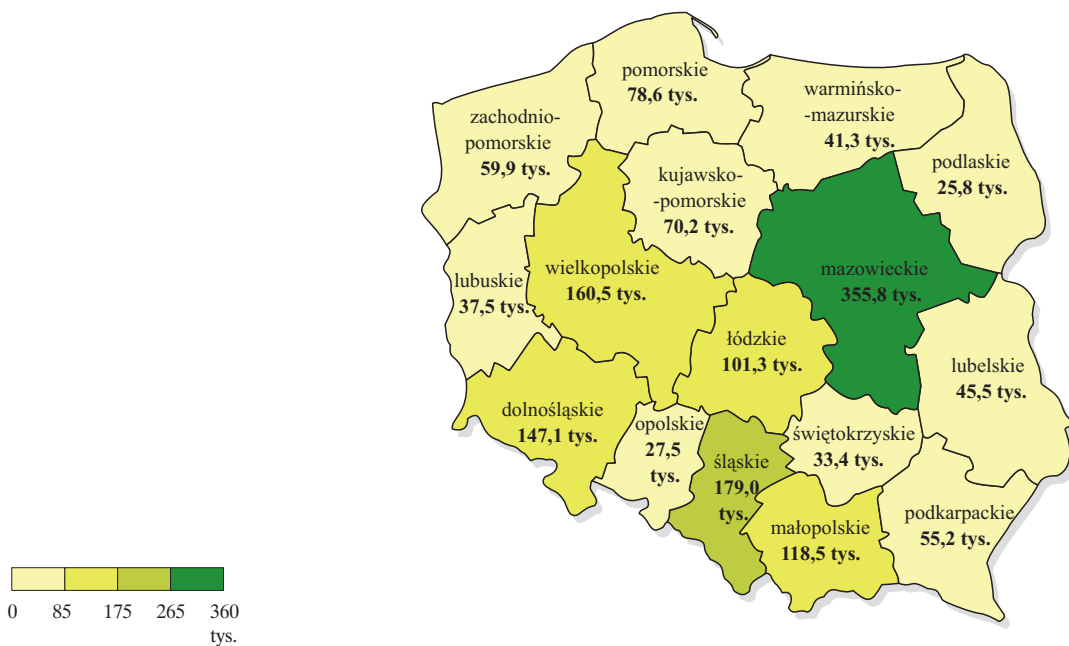 pomorskie
78,6 tys.
warmińsko-
-mazurskie
41,3 tys.
zachodnio-
pomorskie
59,9 tys.
podlaskie
25,8 tys.
kujawsko-
-pomorskie
70,2 tys.
mazowieckie
355,8 tys.
wielkopolskie
160,5 tys.
lubuskie
37,5 tys.
łódzkie
101,3 tys.
lubelskie
45,5 tys.
dolnośląskie
147,1 tys.
opolskie
27,5
tys.
śląskie
179,0
tys.
świętokrzyskie
33,4 tys.
małopolskie
118,5 tys.
podkarpackie
55,2 tys.
0 85 175 265 360
tys.